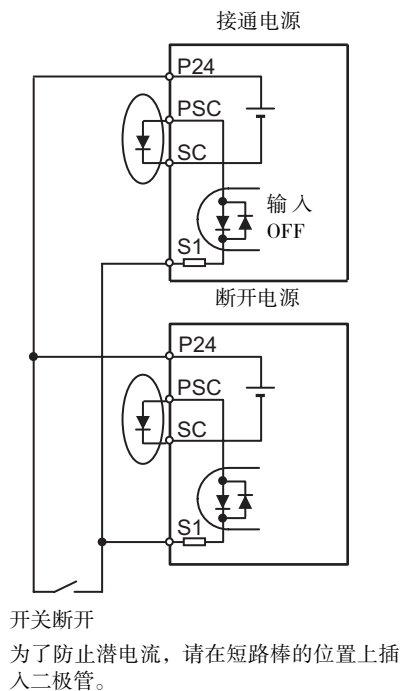 接通电源
P24
PSC
SC
输入
OFF
S1
断开电源
P24
PSC
SC
S1
开关断开
为了防止潜电流，请在短路棒的位置上插
入二极管。